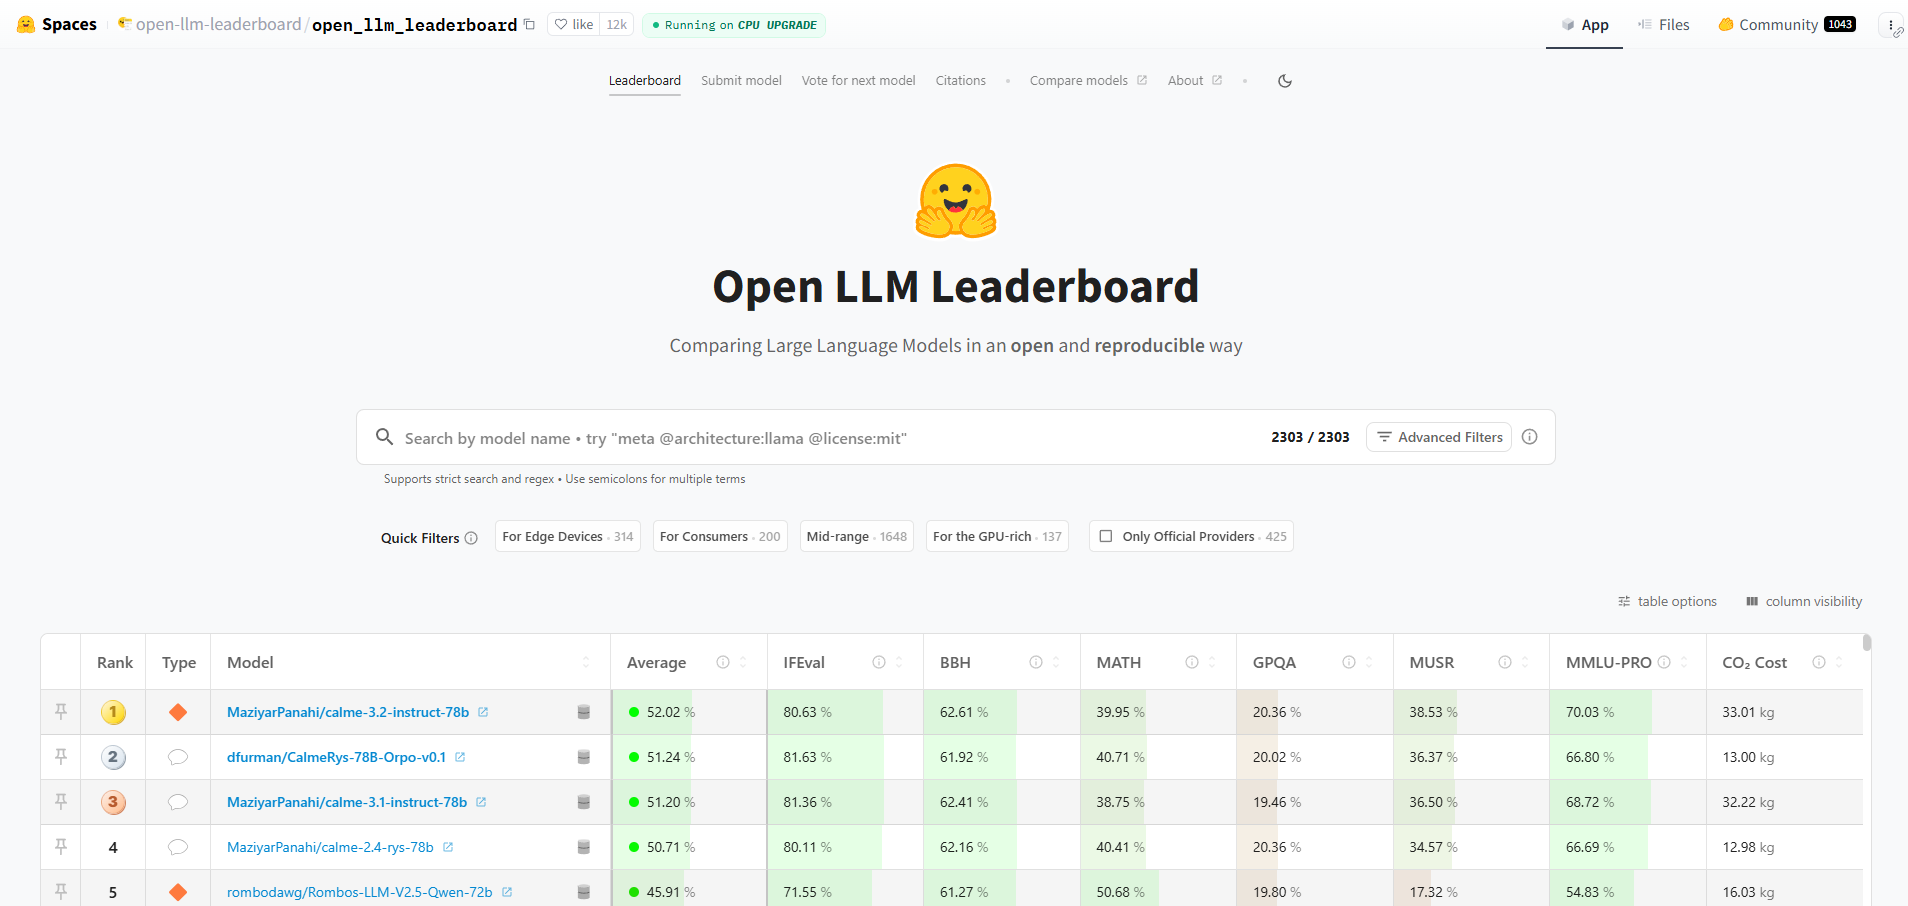 Spaces open-llm-leaderboard/open_llm_leaderboard like 12k Running on CPU UPGRADE App Files Community 1043
Leaderboard Submit model Vote for next model Citations • Compare models About •
Open LLM Leaderboard
Comparing Large Language Models in an open and reproducible way
Search by model name • try "meta @architecture:llama @license:mit" 2303 / 2303 Advanced Filters
Supports strict search and regex • Use semicolons for multiple terms
Quick Filters For Edge Devices • 314 For Consumers • 200 Mid-range • 1648 For the GPU-rich • 137 Only Official Providers • 425
table options column visibility
Rank Type Model Average IFEval BBH MATH GPQA MUSR MMLU-PRO CO₂ Cost
1 MaziyarPanahi/calme-3.2-instruct-78b 52.02 % 80.63 % 62.61 % 39.95 % 20.36 % 38.53 % 70.03 % 33.01 kg
2 dfurman/CalmeRys-78B-Orpo-v0.1 51.24 % 81.63 % 61.92 % 40.71 % 20.02 % 36.37 % 66.80 % 13.00 kg
3 MaziyarPanahi/calme-3.1-instruct-78b 51.20 % 81.36 % 62.41 % 38.75 % 19.46 % 36.50 % 68.72 % 32.22 kg
4 MaziyarPanahi/calme-2.4-rys-78b 50.71 % 80.11 % 62.16 % 40.41 % 20.36 % 34.57 % 66.69 % 12.98 kg
5 rombodawg/Rombos-LLM-V2.5-Qwen-72b 45.91 % 71.55 % 61.27 % 50.68 % 19.80 % 17.32 % 54.83 % 16.03 kg